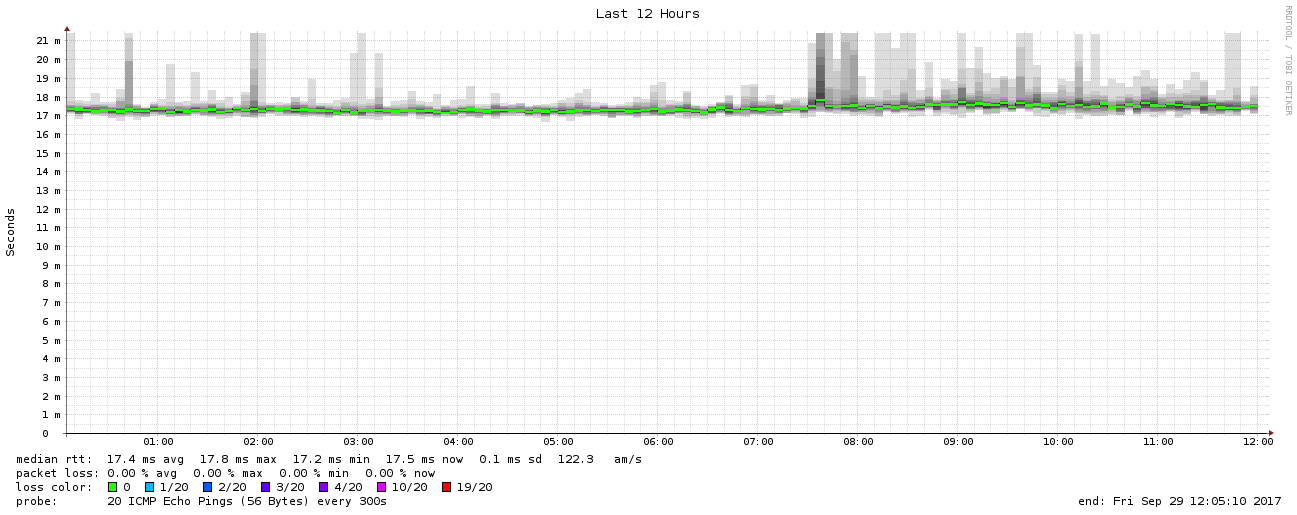 Last 12 Hours
RRDTOOL / TOBI OETIKER
Seconds
21 m
20 m
19 m
18 m
17 m
16 m
15 m
14 m
13 m
12 m
11 m
10 m
9 m
8 m
7 m
6 m
5 m
4 m
3 m
2 m
1 m
0
01:00 02:00 03:00 04:00 05:00 06:00 07:00 08:00 09:00 10:00 11:00 12:00
median rtt: 17.4 ms avg 17.8 ms max 17.2 ms min 17.5 ms now 0.1 ms sd 122.3 am/s
packet loss: 0.00 % avg 0.00 % max 0.00 % min 0.00 % now
loss color: 0 1/20 2/20 3/20 4/20 10/20 19/20
probe: 20 ICMP Echo Pings (56 Bytes) every 300s end: Fri Sep 29 12:05:10 2017